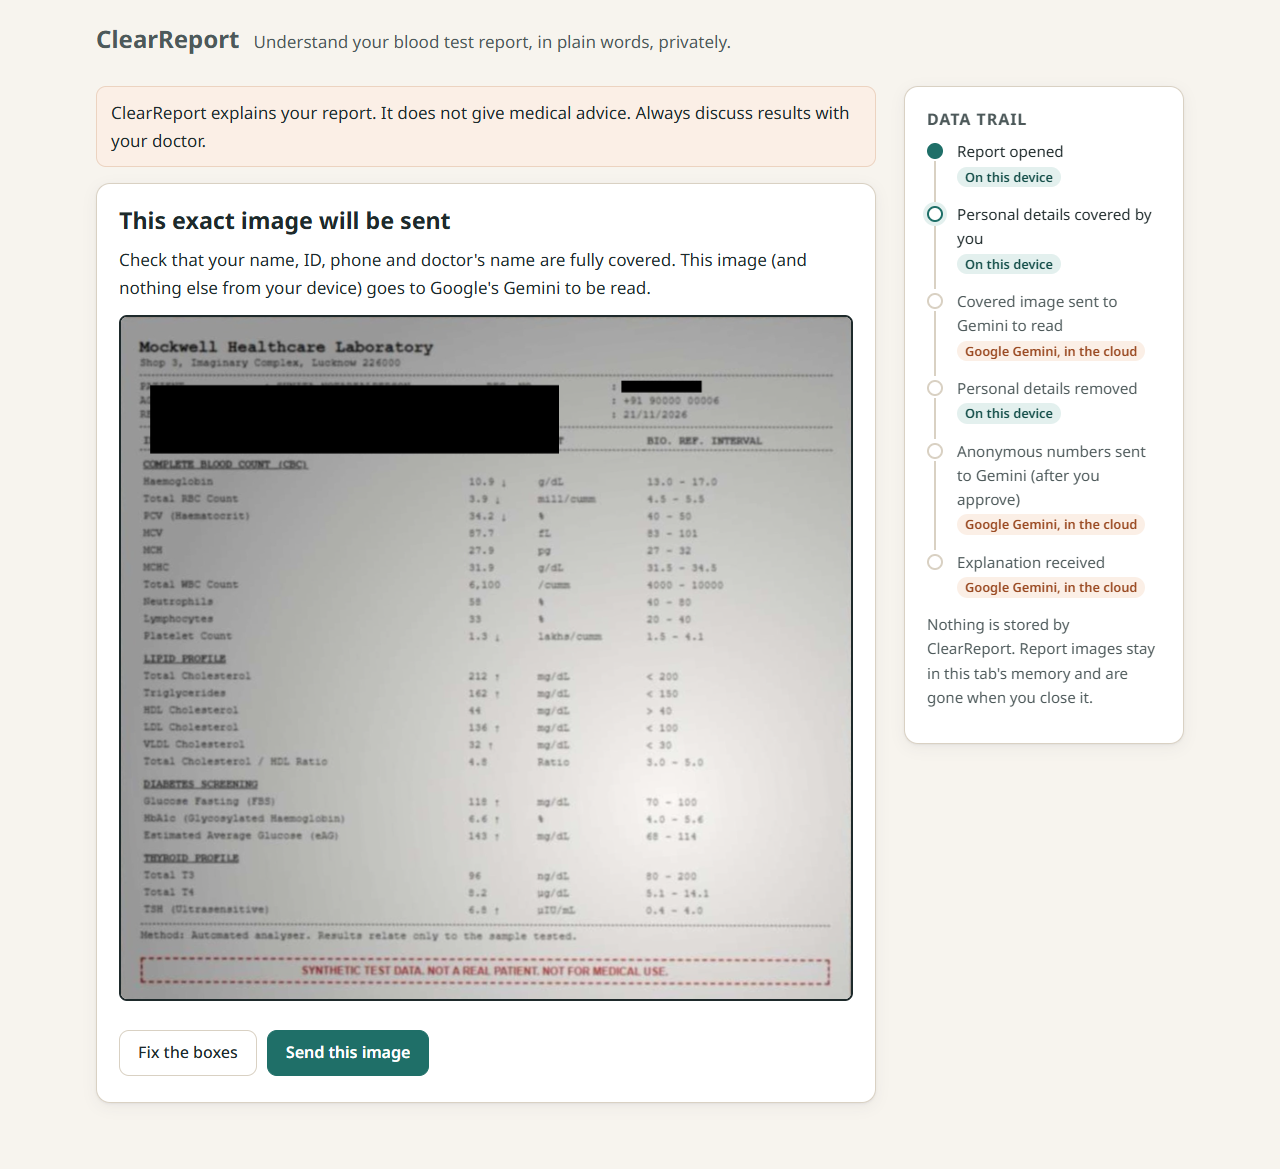 ClearReport Understand your blood test report, in plain words, privately.
ClearReport explains your report. It does not give medical advice. Always discuss results with
your doctor.
This exact image will be sent
Check that your name, ID, phone and doctor's name are fully covered. This image (and
nothing else from your device) goes to Google's Gemini to be read.
Mockwell Healthcare Laboratory
Shop 3, Imaginary Complex, Lucknow 226000
:
: +91 90000 00006
: 21/11/2026
BIO. REF. INTERVAL
COMPLETE BLOOD COUNT (CBC)
Haemoglobin 10.9 ↓ g/dL 13.0 - 17.0
Total RBC Count 3.9 ↓ mill/cumm 4.5 - 5.5
PCV (Haematocrit) 34.2 ↓ % 40 - 50
MCV 87.7 fL 83 - 101
MCH 27.9 pg 27 - 32
MCHC 31.9 g/dL 31.5 - 34.5
Total WBC Count 6,100 /cumm 4000 - 10000
Neutrophils 58 % 40 - 80
Lymphocytes 33 % 20 - 40
Platelet Count 1.3 ↓ lakhs/cumm 1.5 - 4.1
LIPID PROFILE
Total Cholesterol 212 ↑ mg/dL < 200
Triglycerides 162 ↑ mg/dL < 150
HDL Cholesterol 44 mg/dL > 40
LDL Cholesterol 136 ↑ mg/dL < 100
VLDL Cholesterol 32 ↑ mg/dL < 30
Total Cholesterol / HDL Ratio 4.8 Ratio 3.0 - 5.0
DIABETES SCREENING
Glucose Fasting (FBS) 118 ↑ mg/dL 70 - 100
HbA1c (Glycosylated Haemoglobin) 6.6 ↑ % 4.0 - 5.6
Estimated Average Glucose (eAG) 143 ↑ mg/dL 68 - 114
THYROID PROFILE
Total T3 96 ng/dL 80 - 200
Total T4 8.2 µg/dL 5.1 - 14.1
TSH (Ultrasensitive) 6.8 ↑ µIU/mL 0.4 - 4.0
Method: Automated analyser. Results relate only to the sample tested.
SYNTHETIC TEST DATA. NOT A REAL PATIENT. NOT FOR MEDICAL USE.
Fix the boxes
Send this image
DATA TRAIL
Report opened
On this device
Personal details covered by
you
On this device
Covered image sent to
Gemini to read
Google Gemini, in the cloud
Personal details removed
On this device
Anonymous numbers sent
to Gemini (after you
approve)
Google Gemini, in the cloud
Explanation received
Google Gemini, in the cloud
Nothing is stored by
ClearReport. Report images stay
in this tab's memory and are
gone when you close it.